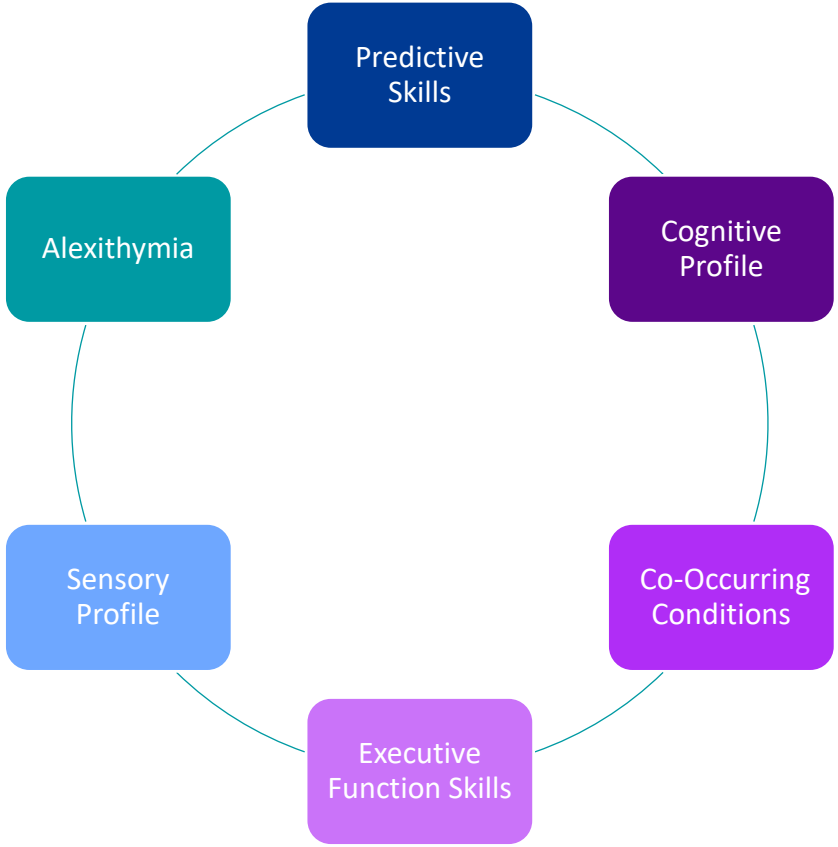 Predictive
Skills
Cognitive
Profile
Co-Occurring
Conditions
Executive
Function Skills
Sensory
Profile
Alexithymia